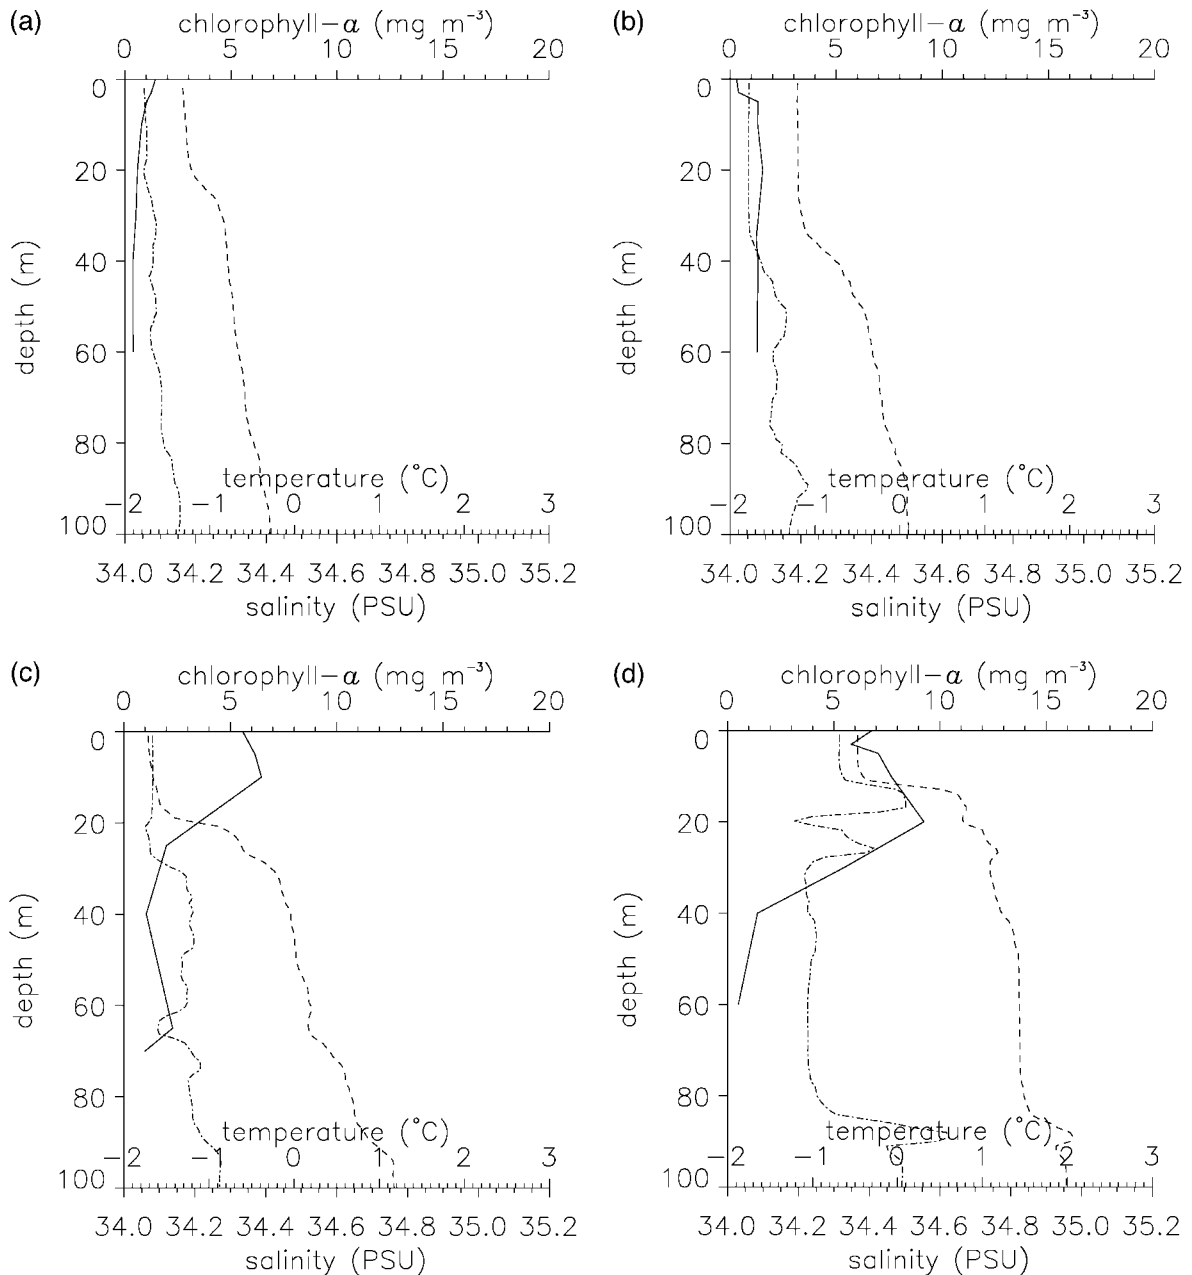 (a) chlorophyll-a (mg m⁻³)
0 5 10 15 20
0
20
40
60
80
100
depth (m)
temperature (°C)
-2 -1 0 1 2 3
34.0 34.2 34.4 34.6 34.8 35.0 35.2
salinity (PSU)
(b) chlorophyll-a (mg m⁻³)
0 5 10 15 20
0
20
40
60
80
100
depth (m)
temperature (°C)
-2 -1 0 1 2 3
34.0 34.2 34.4 34.6 34.8 35.0 35.2
salinity (PSU)
(c) chlorophyll-a (mg m⁻³)
0 5 10 15 20
0
20
40
60
80
100
depth (m)
temperature (°C)
-2 -1 0 1 2 3
34.0 34.2 34.4 34.6 34.8 35.0 35.2
salinity (PSU)
(d) chlorophyll-a (mg m⁻³)
0 5 10 15 20
0
20
40
60
80
100
depth (m)
temperature (°C)
-2 -1 0 1 2 3
34.0 34.2 34.4 34.6 34.8 35.0 35.2
salinity (PSU)